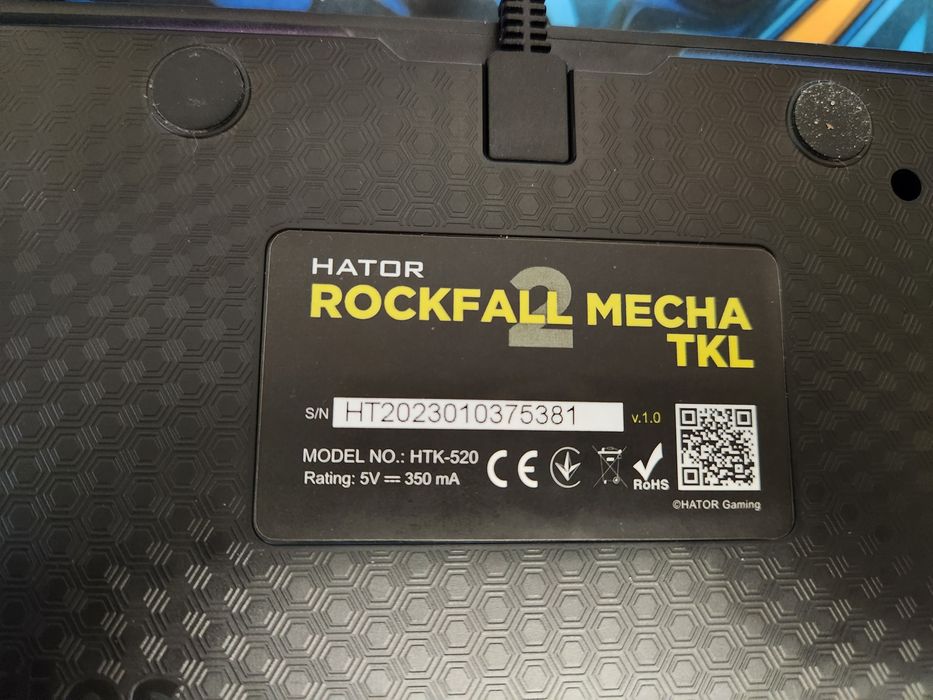 HATOR
ROCKFALL 2 MECHA
TKL
S/N HT2023010375381 v.1.0
MODEL NO.: HTK-520
Rating: 5V ⎓ 350 mA
CE
RoHS
©HATOR Gaming